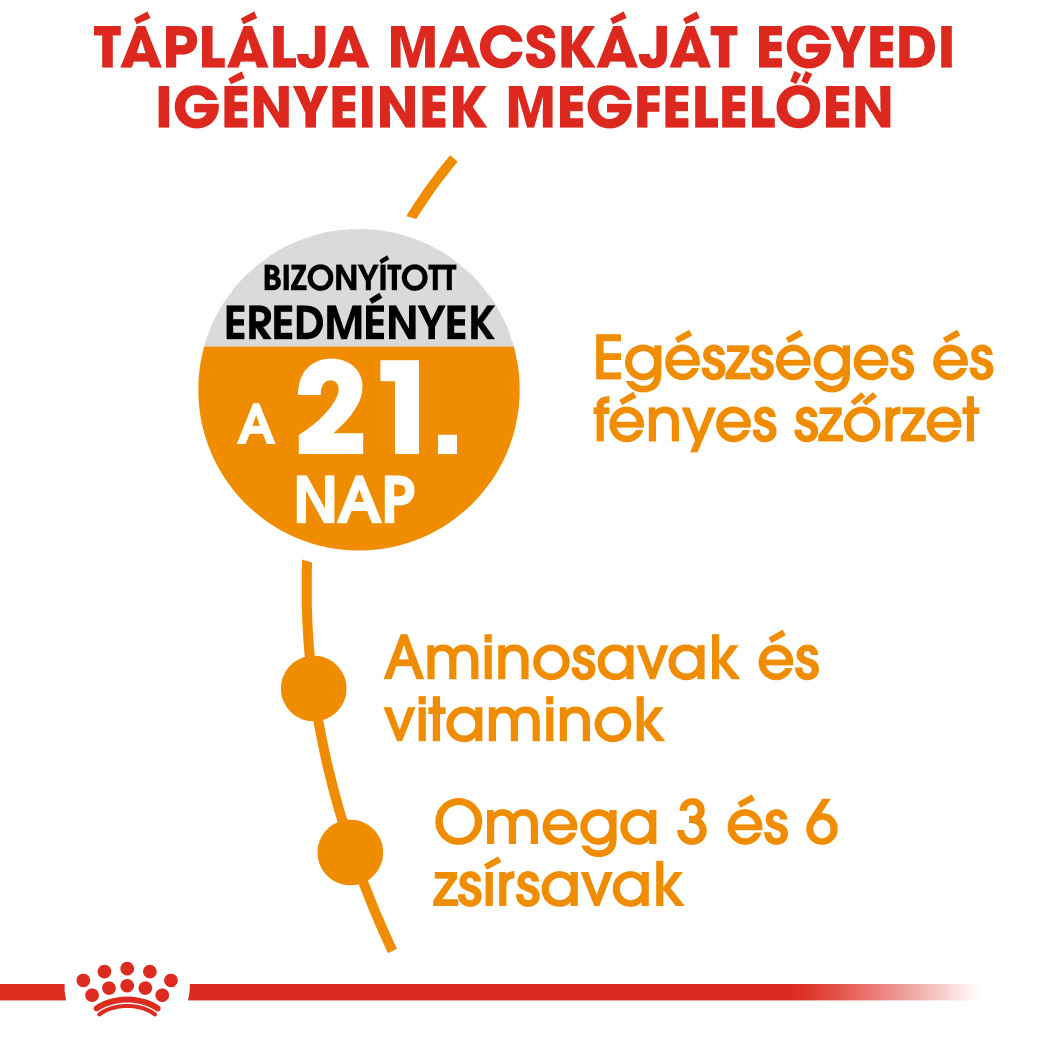 TÁPLÁLJA MACSKÁJÁT EGYEDI
IGÉNYEINEK MEGFELELŐEN
BIZONYÍTOTT
EREDMÉNYEK
A 21.
NAP
Egészséges és
fényes szőrzet
Aminosavak és
vitaminok
Omega 3 és 6
zsírsavak